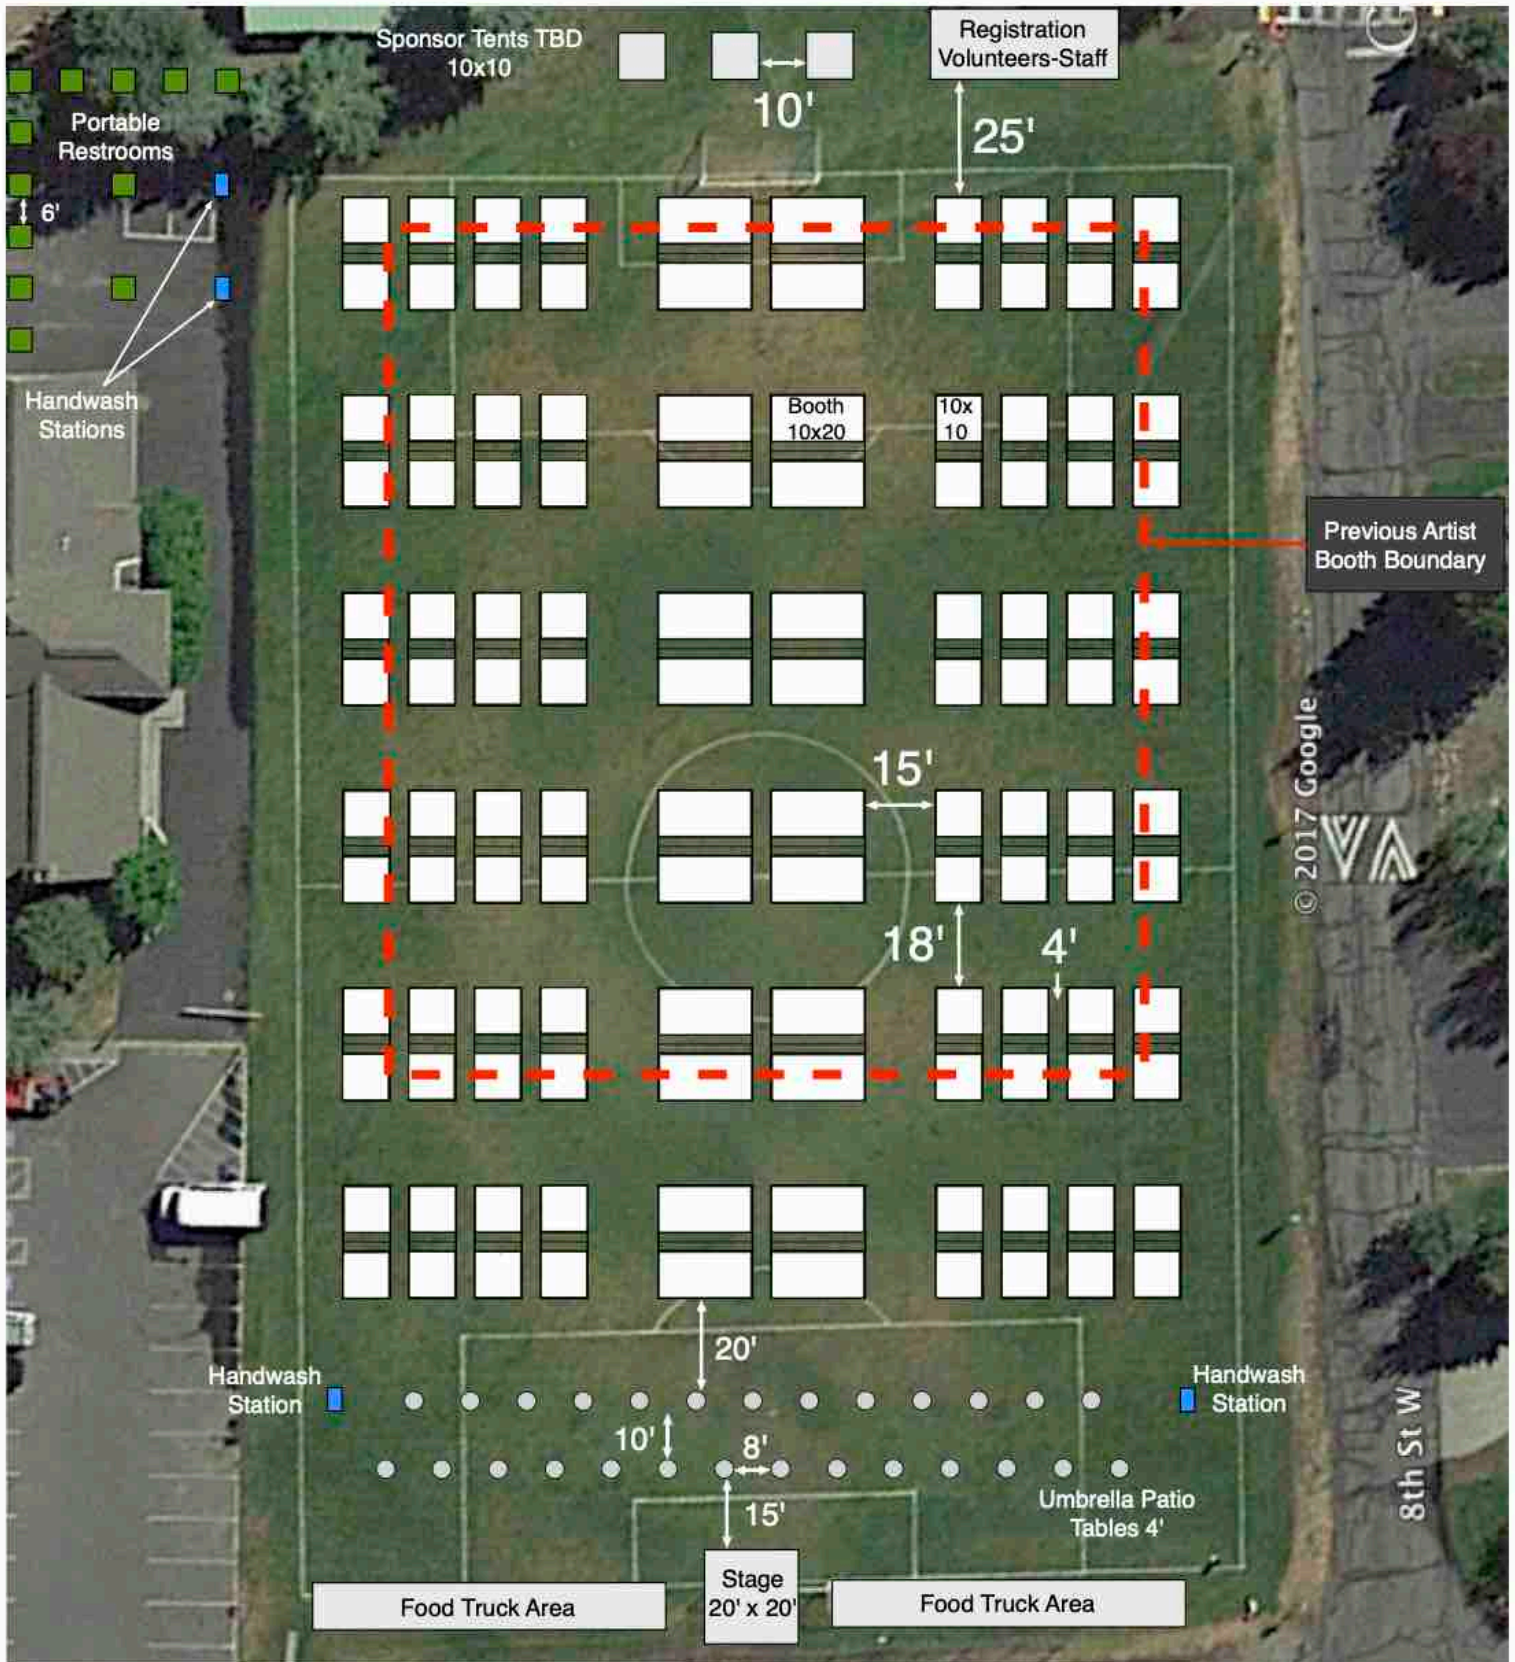 Sponsor Tents TBD
10x10
Registration
Volunteers-Staff
10'
25'
Portable
Restrooms
6'
Handwash
Stations
Booth
10x20
10x
10
Previous Artist
Booth Boundary
© 2017 Google
15'
18'
4'
20'
Handwash
Station
Handwash
Station
10'
8'
15'
Umbrella Patio
Tables 4'
8th St W
Stage
20' x 20'
Food Truck Area
Food Truck Area